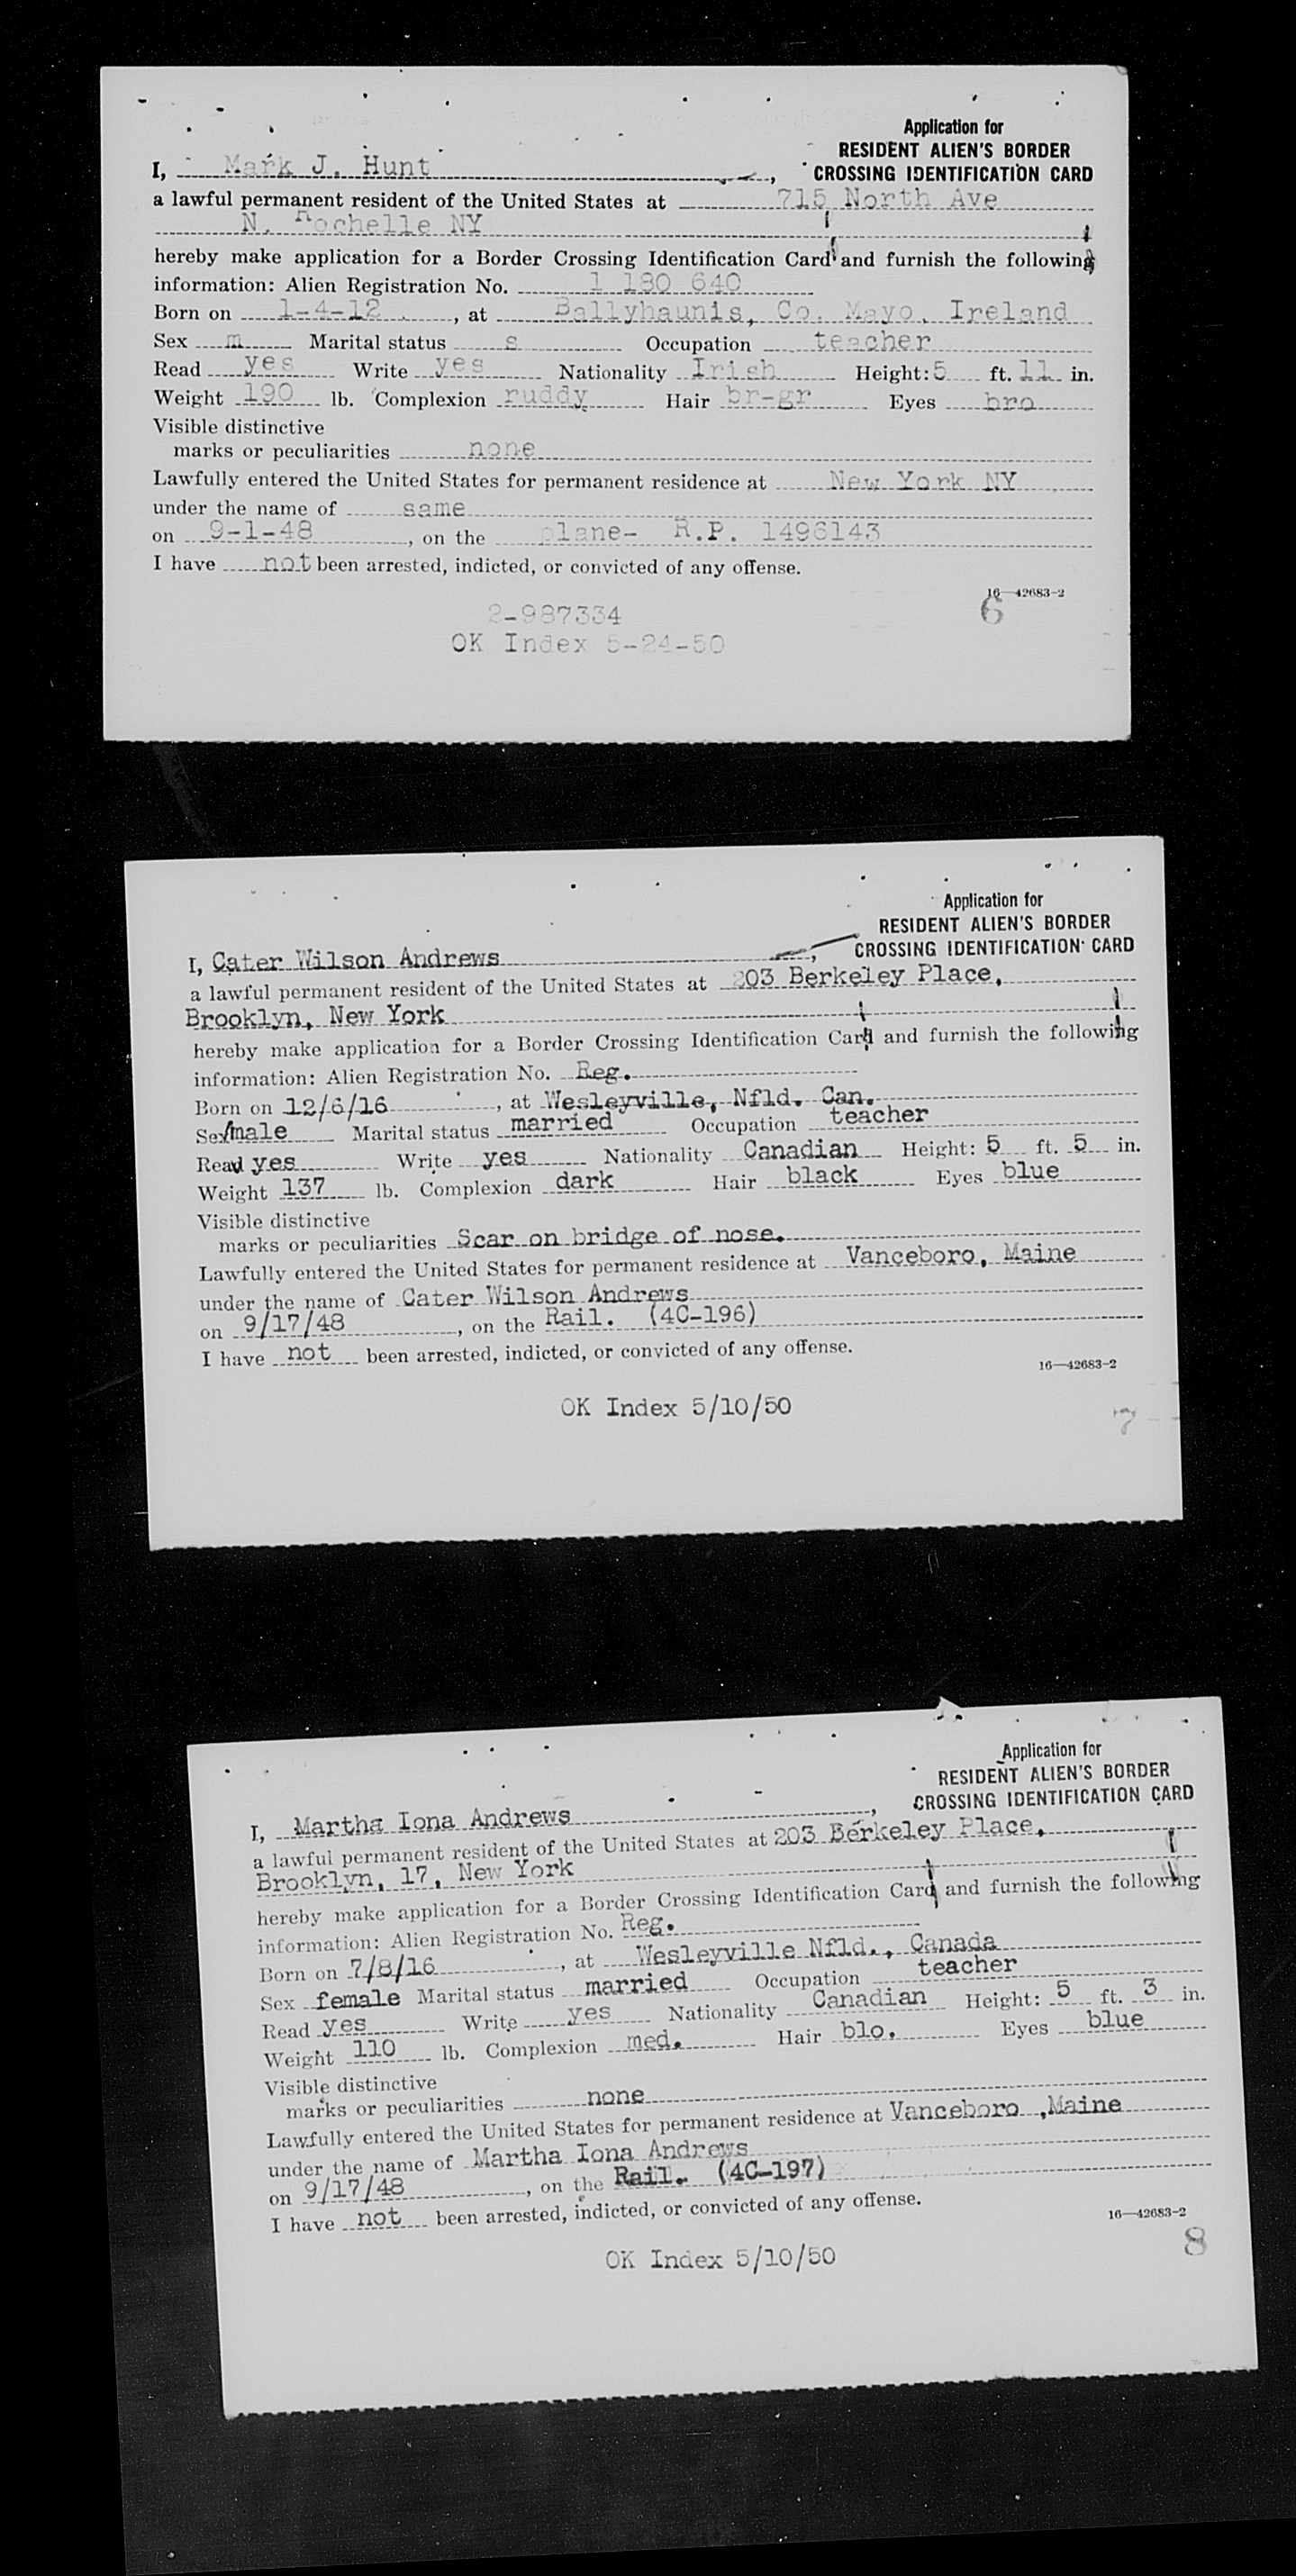 Application for
RESIDENT ALIEN'S BORDER
CROSSING IDENTIFICATION CARD
I, Mark J. Hunt ,
a lawful permanent resident of the United States at 715 North Ave
N. Rochelle NY
hereby make application for a Border Crossing Identification Card and furnish the following
information: Alien Registration No. 1 180 640
Born on 1-4-12 , at Ballyhaunis, Co. Mayo, Ireland
Sex m Marital status s Occupation teacher
Read yes Write yes Nationality Irish Height: 5 ft. 11 in.
Weight 190 lb. Complexion ruddy Hair br-gr Eyes bro
Visible distinctive
marks or peculiarities none
Lawfully entered the United States for permanent residence at New York NY
under the name of same
on 9-1-48 , on the plane- R.P. 1496143
I have not been arrested, indicted, or convicted of any offense.
16—42683-2
6
2-987334
OK Index 5-24-50
Application for
RESIDENT ALIEN'S BORDER
CROSSING IDENTIFICATION CARD
I, Cater Wilson Andrews ,
a lawful permanent resident of the United States at 203 Berkeley Place,
Brooklyn, New York
hereby make application for a Border Crossing Identification Card and furnish the following
information: Alien Registration No. Reg.
Born on 12/6/16 , at Wesleyville, Nfld. Can.
Sex male Marital status married Occupation teacher
Read yes Write yes Nationality Canadian Height: 5 ft. 5 in.
Weight 137 lb. Complexion dark Hair black Eyes blue
Visible distinctive
marks or peculiarities Scar on bridge of nose.
Lawfully entered the United States for permanent residence at Vanceboro, Maine
under the name of Cater Wilson Andrews
on 9/17/48 , on the Rail. (4C-196)
I have not been arrested, indicted, or convicted of any offense.
16—42683-2
OK Index 5/10/50
7
Application for
RESIDENT ALIEN'S BORDER
CROSSING IDENTIFICATION CARD
I, Martha Iona Andrews ,
a lawful permanent resident of the United States at 203 Berkeley Place,
Brooklyn, 17, New York
hereby make application for a Border Crossing Identification Card and furnish the following
information: Alien Registration No. Reg.
Born on 7/8/16 , at Wesleyville Nfld., Canada
Sex female Marital status married Occupation teacher
Read yes Write yes Nationality Canadian Height: 5 ft. 3 in.
Weight 110 lb. Complexion med. Hair blo. Eyes blue
Visible distinctive
marks or peculiarities none
Lawfully entered the United States for permanent residence at Vanceboro ,Maine
under the name of Martha Iona Andrews
on 9/17/48 , on the Rail. (4C-197)
I have not been arrested, indicted, or convicted of any offense.
16—42683-2
8
OK Index 5/10/50